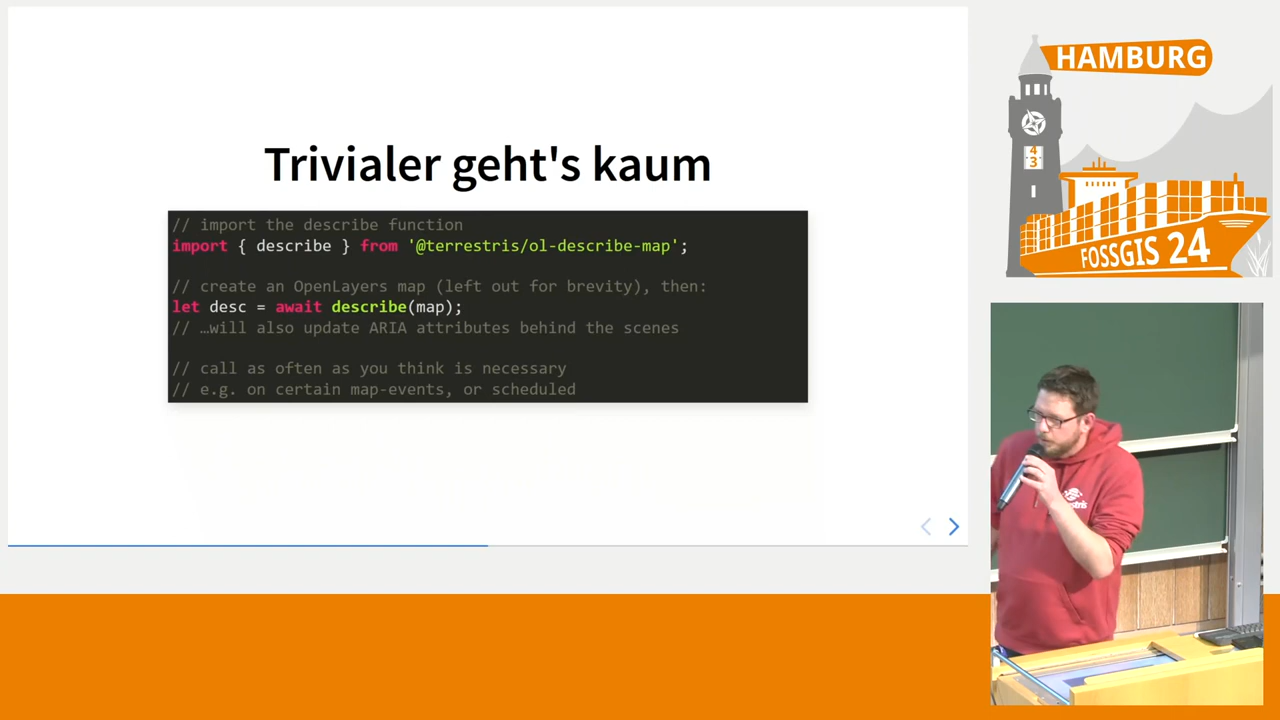 Trivialer geht's kaum
// import the describe function
import { describe } from '@terrestris/ol-describe-map';
// create an OpenLayers map (left out for brevity), then:
let desc = await describe(map);
// …will also update ARIA attributes behind the scenes
// call as often as you think is necessary
// e.g. on certain map-events, or scheduled
HAMBURG
4
3
FOSSGIS 24